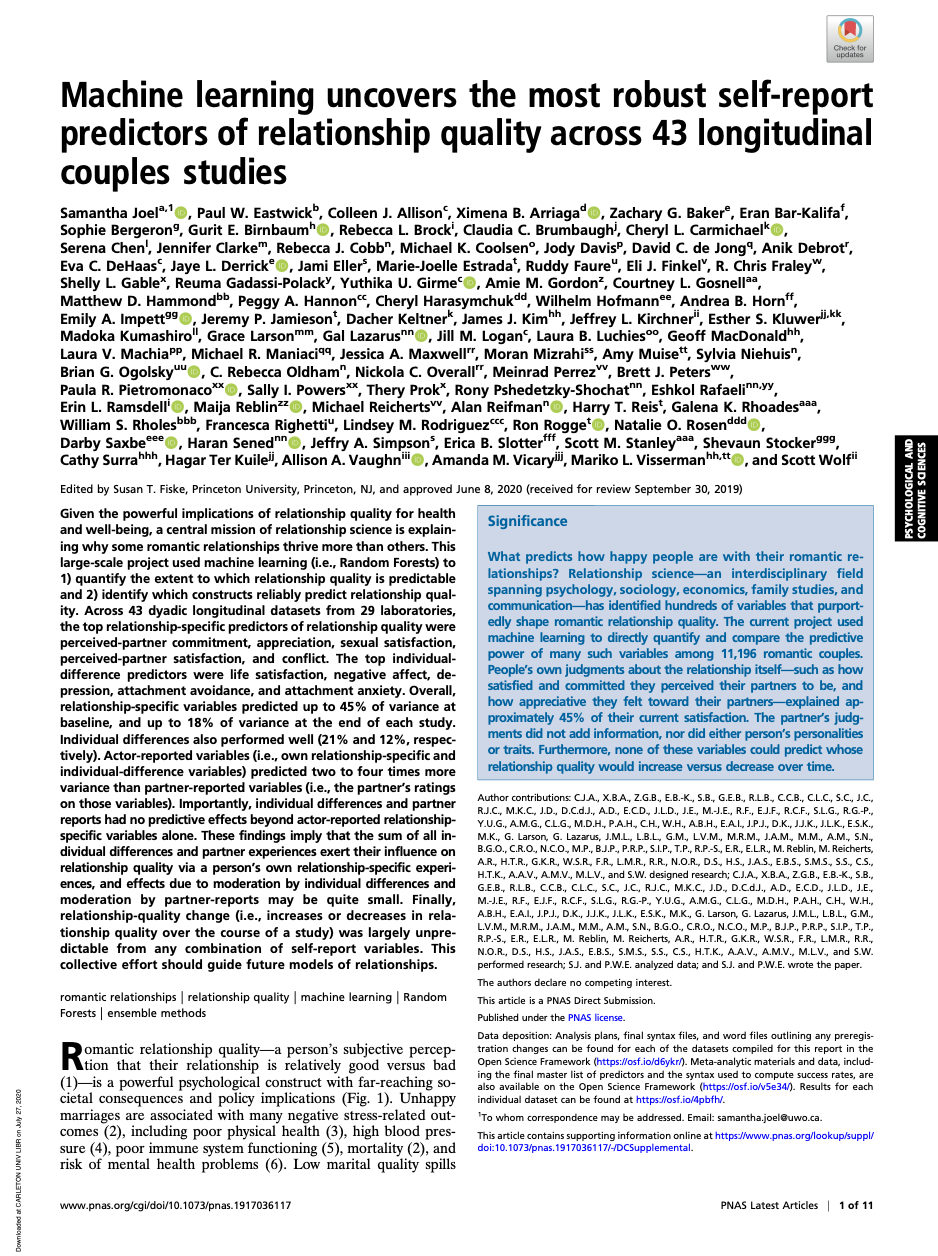 Check for
updates
Machine learning uncovers the most robust self-report
predictors of relationship quality across 43 longitudinal
couples studies
Samantha Joel^a,1, Paul W. Eastwick^b, Colleen J. Allison^c, Ximena B. Arriaga^d, Zachary G. Baker^e, Eran Bar-Kalifa^f,
Sophie Bergeron^g, Gurit E. Birnbaum^h, Rebecca L. Brock^i, Claudia C. Brumbaugh^j, Cheryl L. Carmichael^k,
Serena Chen^l, Jennifer Clarke^m, Rebecca J. Cobb^n, Michael K. Coolsen^o, Jody Davis^p, David C. de Jong^q, Anik Debrot^r,
Eva C. DeHaas^c, Jaye L. Derrick^e, Jami Eller^s, Marie-Joelle Estrada^t, Ruddy Faure^u, Eli J. Finkel^v, R. Chris Fraley^w,
Shelly L. Gable^x, Reuma Gadassi-Polack^y, Yuthika U. Girme^c, Amie M. Gordon^z, Courtney L. Gosnell^aa,
Matthew D. Hammond^bb, Peggy A. Hannon^cc, Cheryl Harasymchuk^dd, Wilhelm Hofmann^ee, Andrea B. Horn^ff,
Emily A. Impett^gg, Jeremy P. Jamieson^t, Dacher Keltner^k, James J. Kim^hh, Jeffrey L. Kirchner^ii, Esther S. Kluwer^jj,kk,
Madoka Kumashiro^ll, Grace Larson^mm, Gal Lazarus^nn, Jill M. Logan^c, Laura B. Luchies^oo, Geoff MacDonald^hh,
Laura V. Machia^pp, Michael R. Maniaci^qq, Jessica A. Maxwell^rr, Moran Mizrahi^ss, Amy Muise^tt, Sylvia Niehuis^n,
Brian G. Ogolsky^uu, C. Rebecca Oldham^n, Nickola C. Overall^rr, Meinrad Perrez^vv, Brett J. Peters^ww,
Paula R. Pietromonaco^xx, Sally I. Powers^xx, Thery Prok^x, Rony Pshedetzky-Shochat^nn, Eshkol Rafaeli^nn,yy,
Erin L. Ramsdell^i, Maija Reblin^zz, Michael Reicherts^vv, Alan Reifman^n, Harry T. Reis^t, Galena K. Rhoades^aaa,
William S. Rholes^bbb, Francesca Righetti^u, Lindsey M. Rodriguez^ccc, Ron Rogge^t, Natalie O. Rosen^ddd,
Darby Saxbe^eee, Haran Sened^nn, Jeffry A. Simpson^s, Erica B. Slotter^fff, Scott M. Stanley^aaa, Shevaun Stocker^ggg,
Cathy Surra^hhh, Hagar Ter Kuile^jj, Allison A. Vaughn^iii, Amanda M. Vicary^jjj, Mariko L. Visserman^hh,tt, and Scott Wolf^ii
Edited by Susan T. Fiske, Princeton University, Princeton, NJ, and approved June 8, 2020 (received for review September 30, 2019)
Given the powerful implications of relationship quality for health
and well-being, a central mission of relationship science is explain-
ing why some romantic relationships thrive more than others. This
large-scale project used machine learning (i.e., Random Forests) to
1) quantify the extent to which relationship quality is predictable
and 2) identify which constructs reliably predict relationship qual-
ity. Across 43 dyadic longitudinal datasets from 29 laboratories,
the top relationship-specific predictors of relationship quality were
perceived-partner commitment, appreciation, sexual satisfaction,
perceived-partner satisfaction, and conflict. The top individual-
difference predictors were life satisfaction, negative affect, de-
pression, attachment avoidance, and attachment anxiety. Overall,
relationship-specific variables predicted up to 45% of variance at
baseline, and up to 18% of variance at the end of each study.
Individual differences also performed well (21% and 12%, respec-
tively). Actor-reported variables (i.e., own relationship-specific and
individual-difference variables) predicted two to four times more
variance than partner-reported variables (i.e., the partner's ratings
on those variables). Importantly, individual differences and partner
reports had no predictive effects beyond actor-reported relationship-
specific variables alone. These findings imply that the sum of all in-
dividual differences and partner experiences exert their influence on
relationship quality via a person's own relationship-specific experi-
ences, and effects due to moderation by individual differences and
moderation by partner-reports may be quite small. Finally,
relationship-quality change (i.e., increases or decreases in rela-
tionship quality over the course of a study) was largely unpre-
dictable from any combination of self-report variables. This
collective effort should guide future models of relationships.
romantic relationships | relationship quality | machine learning | Random
Forests | ensemble methods
Romantic relationship quality—a person's subjective percep-
tion that their relationship is relatively good versus bad
(1)—is a powerful psychological construct with far-reaching so-
cietal consequences and policy implications (Fig. 1). Unhappy
marriages are associated with many negative stress-related out-
comes (2), including poor physical health (3), high blood pres-
sure (4), poor immune system functioning (5), mortality (2), and
risk of mental health problems (6). Low marital quality spills
Significance
What predicts how happy people are with their romantic re-
lationships? Relationship science—an interdisciplinary field
spanning psychology, sociology, economics, family studies, and
communication—has identified hundreds of variables that purport-
edly shape romantic relationship quality. The current project used
machine learning to directly quantify and compare the predictive
power of many such variables among 11,196 romantic couples.
People's own judgments about the relationship itself—such as how
satisfied and committed they perceived their partners to be, and
how appreciative they felt toward their partners—explained ap-
proximately 45% of their current satisfaction. The partner's judg-
ments did not add information, nor did either person's personalities
or traits. Furthermore, none of these variables could predict whose
relationship quality would increase versus decrease over time.
Author contributions: C.J.A., X.B.A., Z.G.B., E.B.-K., S.B., G.E.B., R.L.B., C.C.B., C.L.C., S.C., J.C.,
R.J.C., M.K.C., J.D., D.C.d.J., A.D., E.C.D., J.L.D., J.E., M.-J.E., R.F., E.J.F., R.C.F., S.L.G., R.G.-P.,
Y.U.G., A.M.G., C.L.G., M.D.H., P.A.H., C.H., W.H., A.B.H., E.A.I., J.P.J., D.K., J.J.K., J.L.K., E.S.K.,
M.K., G. Larson, G. Lazarus, J.M.L., L.B.L., G.M., L.V.M., M.R.M., J.A.M., M.M., A.M., S.N.,
B.G.O., C.R.O., N.C.O., M.P., B.J.P., P.R.P., S.I.P., T.P., R.P.-S., E.R., E.L.R., M. Reblin, M. Reicherts,
A.R., H.T.R., G.K.R., W.S.R., F.R., L.M.R., R.R., N.O.R., D.S., H.S., J.A.S., E.B.S., S.M.S., S.S., C.S.,
H.T.K., A.A.V., A.M.V., M.L.V., and S.W. designed research; C.J.A., X.B.A., Z.G.B., E.B.-K., S.B.,
G.E.B., R.L.B., C.C.B., C.L.C., S.C., J.C., R.J.C., M.K.C., J.D., D.C.d.J., A.D., E.C.D., J.L.D., J.E.,
M.-J.E., R.F., E.J.F., R.C.F., S.L.G., R.G.-P., Y.U.G., A.M.G., C.L.G., M.D.H., P.A.H., C.H., W.H.,
A.B.H., E.A.I., J.P.J., D.K., J.J.K., J.L.K., E.S.K., M.K., G. Larson, G. Lazarus, J.M.L., L.B.L., G.M.,
L.V.M., M.R.M., J.A.M., M.M., A.M., S.N., B.G.O., C.R.O., N.C.O., M.P., B.J.P., P.R.P., S.I.P., T.P.,
R.P.-S., E.R., E.L.R., M. Reblin, M. Reicherts, A.R., H.T.R., G.K.R., W.S.R., F.R., L.M.R., R.R.,
N.O.R., D.S., H.S., J.A.S., E.B.S., S.M.S., S.S., C.S., H.T.K., A.A.V., A.M.V., M.L.V., and S.W.
performed research; S.J. and P.W.E. analyzed data; and S.J. and P.W.E. wrote the paper.
The authors declare no competing interest.
This article is a PNAS Direct Submission.
Published under the PNAS license.
Data deposition: Analysis plans, final syntax files, and word files outlining any preregis-
tration changes can be found for each of the datasets compiled for this report in the
Open Science Framework (https://osf.io/d6ykr/). Meta-analytic materials and data, includ-
ing the final master list of predictors and the syntax used to compute success rates, are
also available on the Open Science Framework (https://osf.io/v5e34/). Results for each
individual dataset can be found at https://osf.io/4pbfh/.
^1To whom correspondence may be addressed. Email: samantha.joel@uwo.ca.
This article contains supporting information online at https://www.pnas.org/lookup/suppl/
doi:10.1073/pnas.1917036117/-/DCSupplemental.
PSYCHOLOGICAL AND
COGNITIVE SCIENCES
Downloaded at CARLETON UNIV LIBR on July 27, 2020
www.pnas.org/cgi/doi/10.1073/pnas.1917036117
PNAS Latest Articles | 1 of 11